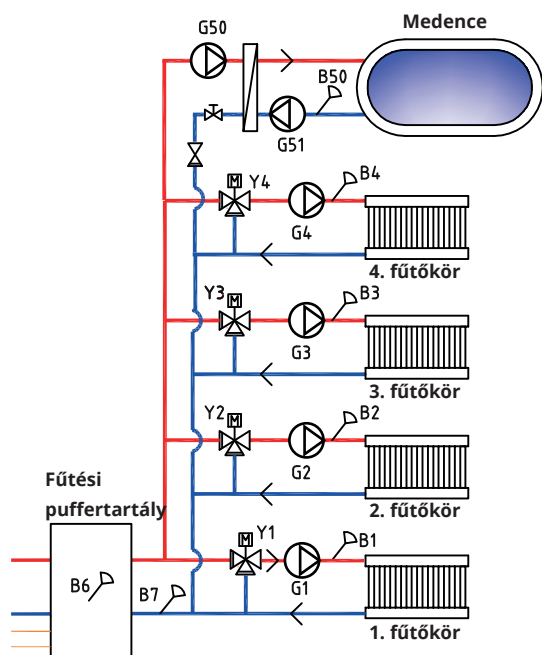 G50
Medence
B50
G51
Y4
M
B4
G4
4. fűtőkör
Y3
M
B3
G3
3. fűtőkör
Y2
M
B2
G2
2. fűtőkör
Fűtési
puffertartály
Y1
M
B1
G1
B6
B7
1. fűtőkör